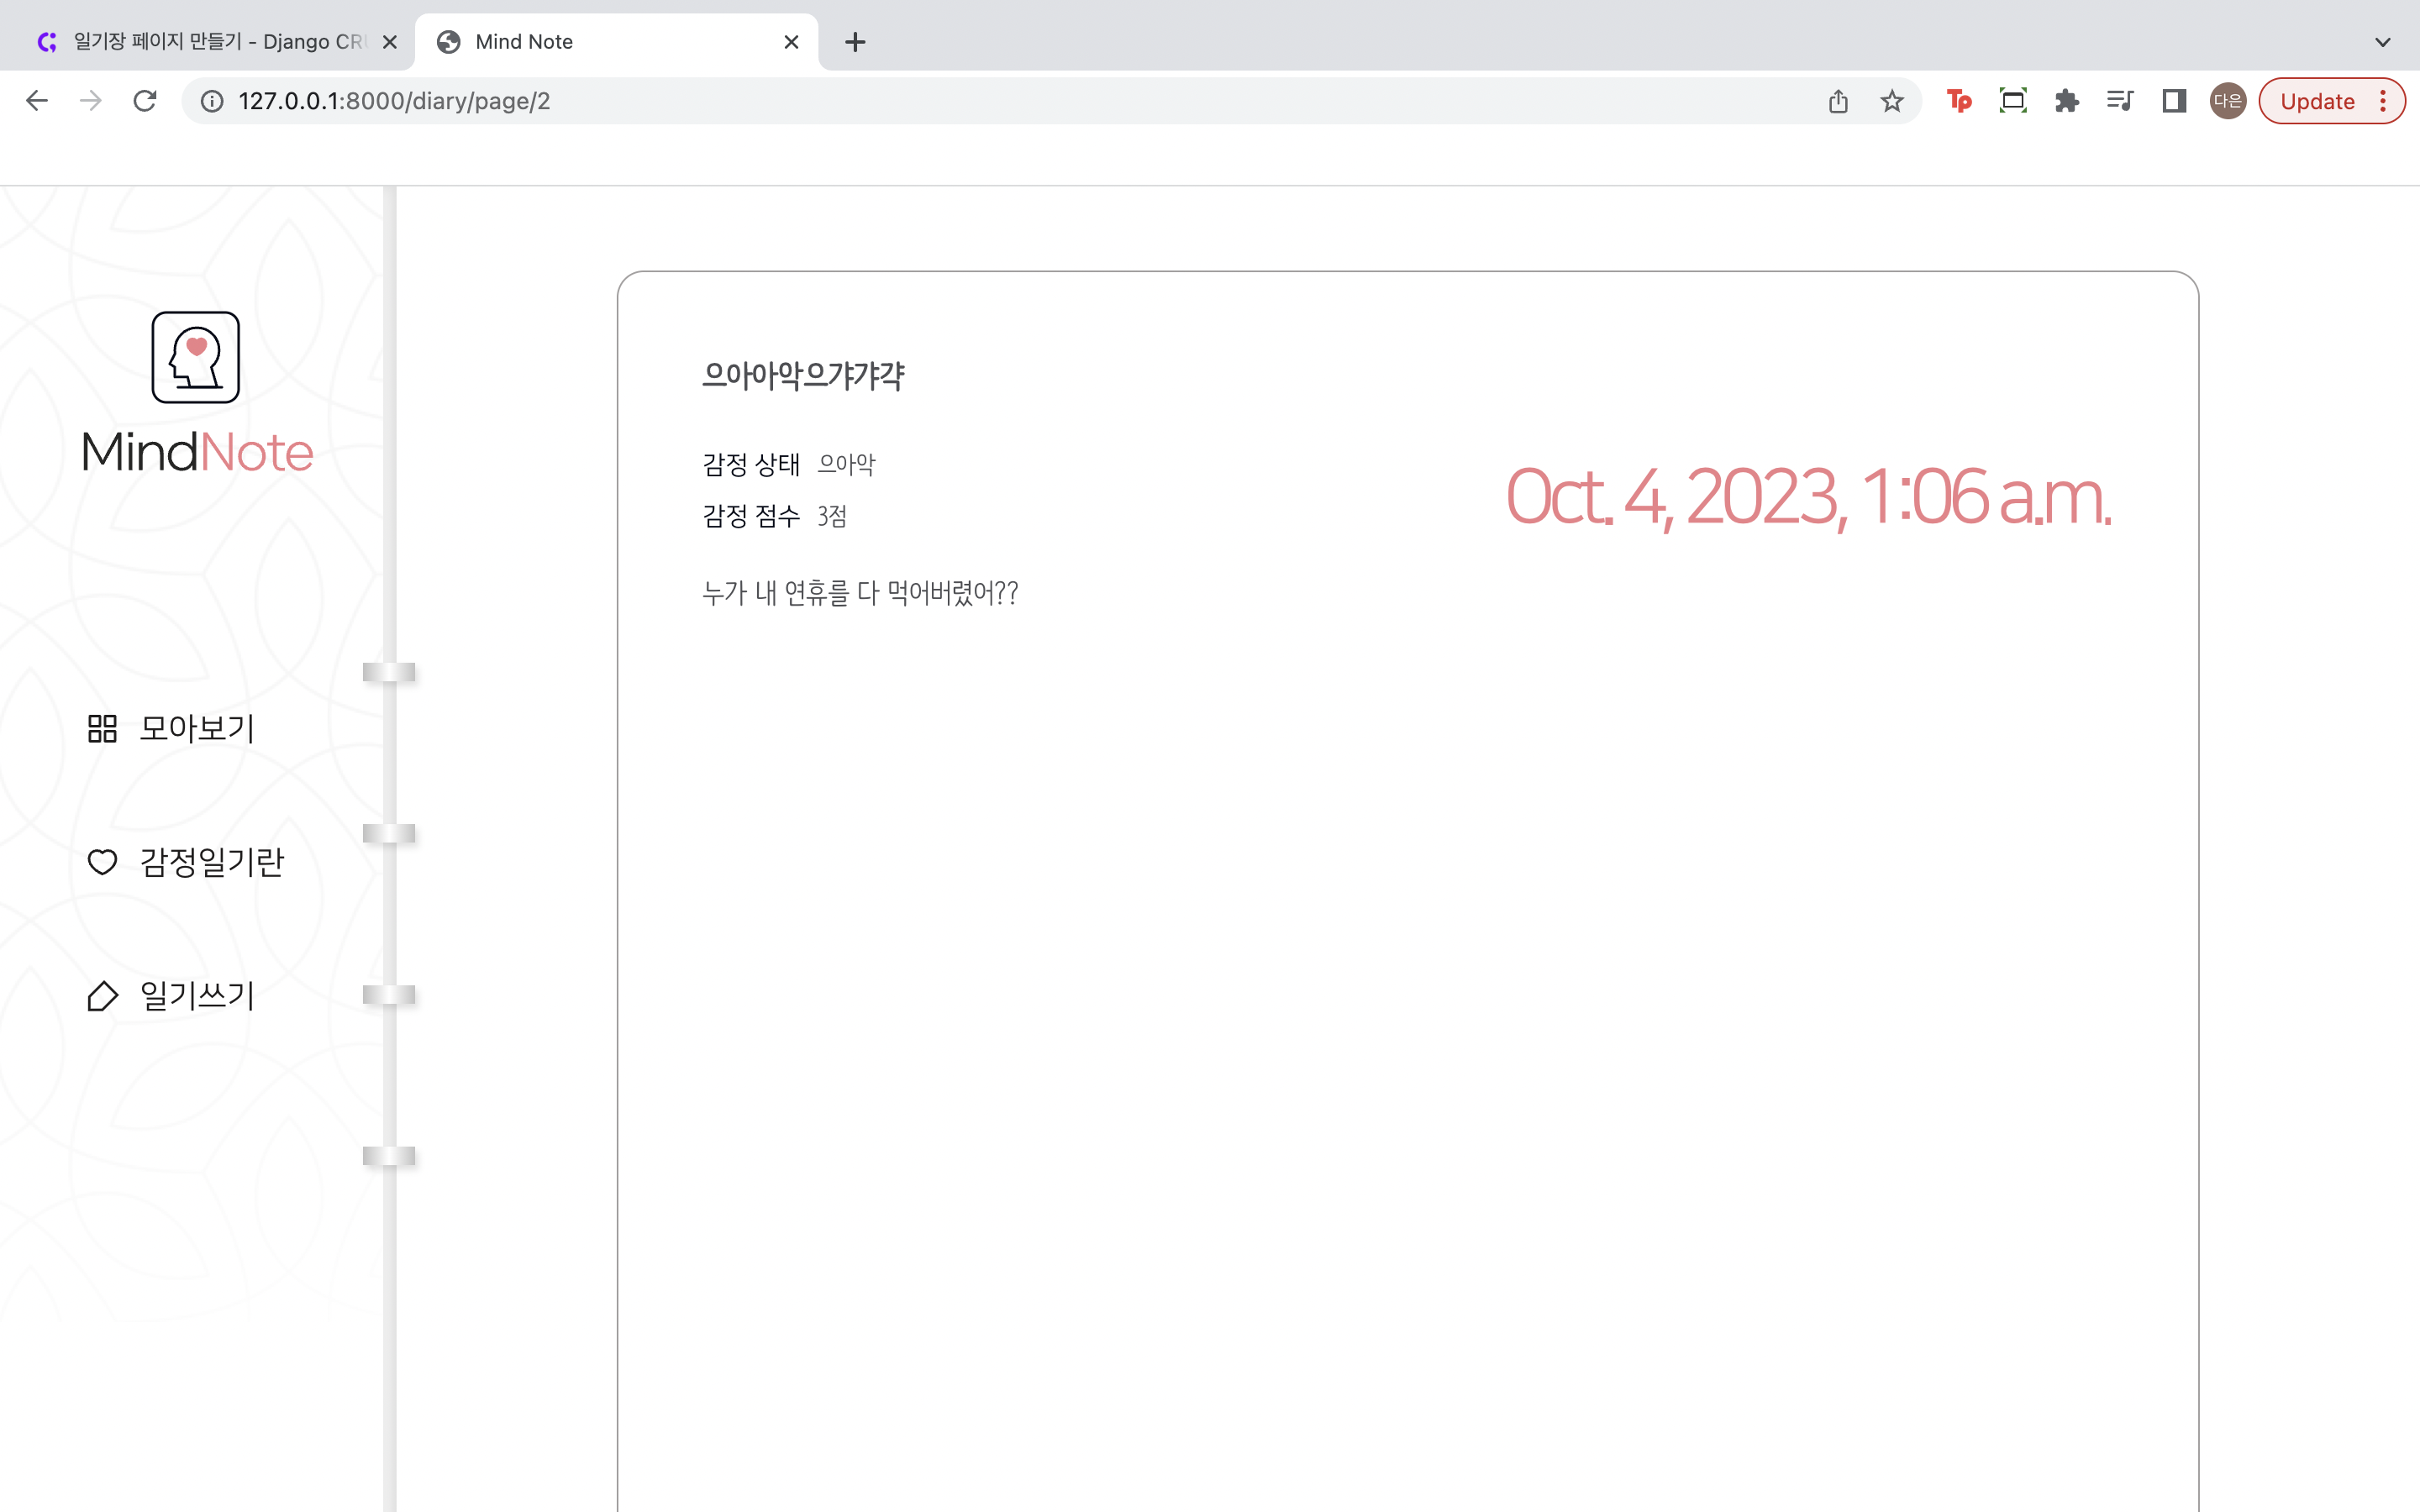 일기장 페이지 만들기 - Django CR
Mind Note
127.0.0.1:8000/diary/page/2
Tp
다은
Update
MindNote
모아보기
감정일기란
일기쓰기
으아아악으갸갸갹
감정 상태 으아악
감정 점수 3점
Oct. 4, 2023, 1:06 a.m.
누가 내 연휴를 다 먹어버렸어??